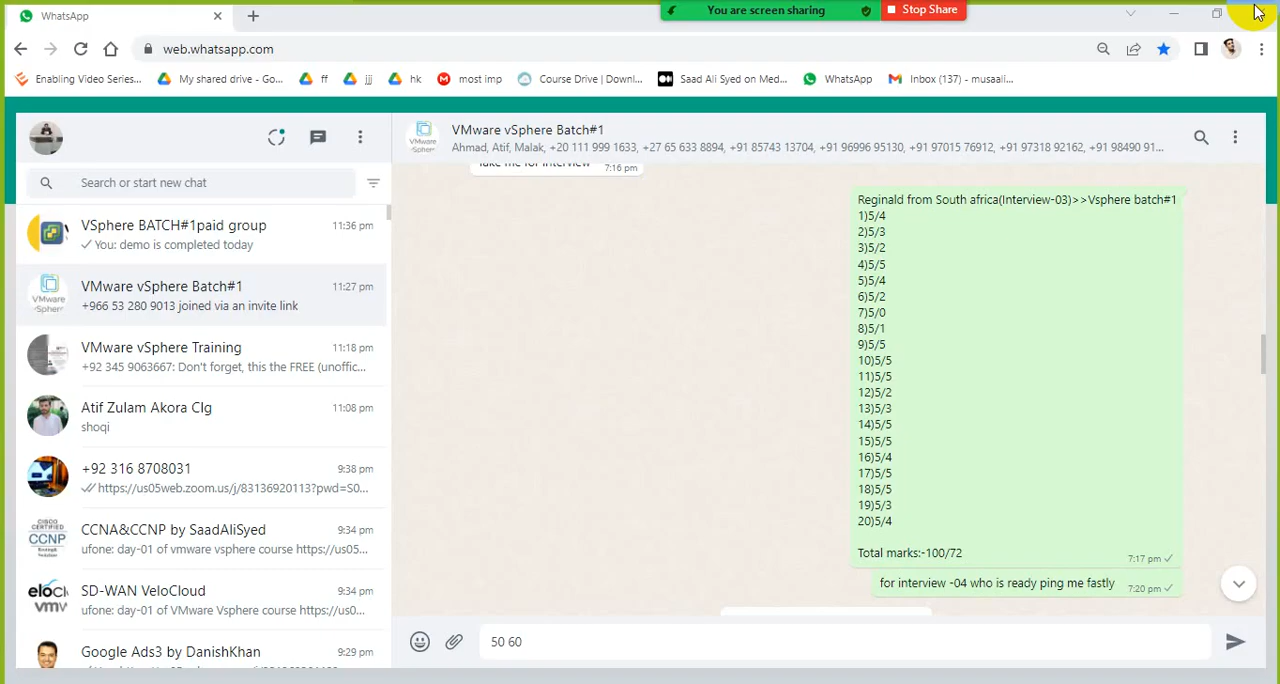 You are screen sharing
Stop Share
WhatsApp
web.whatsapp.com
Enabling Video Series...
My shared drive - Go...
ff
jjj
hk
most imp
Course Drive | Downl...
Saad Ali Syed on Med...
WhatsApp
Inbox (137) - musaali...
VMware vSphere Batch#1
Ahmad, Atif, Malak, +20 111 999 1633, +27 65 633 8894, +91 85743 13704, +91 96996 95130, +91 97015 76912, +91 97318 92162, +91 98490 91...
Search or start new chat
VSphere BATCH#1paid group
11:36 pm
You: demo is completed today
VMware vSphere Batch#1
11:27 pm
+966 53 280 9013 joined via an invite link
VMware vSphere Training
11:18 pm
+92 345 9063667: Don't forget, this the FREE (unoffic...
Atif Zulam Akora Clg
11:08 pm
shoqi
+92 316 8708031
9:38 pm
https://us05web.zoom.us/j/83136920113?pwd=S0...
CCNA&CCNP by SaadAliSyed
9:34 pm
ufone: day-01 of vmware vsphere course https://us05...
SD-WAN VeloCloud
9:34 pm
ufone: day-01 of VMware Vsphere course https://us0...
Google Ads3 by DanishKhan
9:29 pm
Take me for interview
7:16 pm
Reginald from South africa(Interview-03)>>Vsphere batch#1
1)5/4
2)5/3
3)5/2
4)5/5
5)5/4
6)5/2
7)5/0
8)5/1
9)5/5
10)5/5
11)5/5
12)5/2
13)5/3
14)5/5
15)5/5
16)5/4
17)5/5
18)5/5
19)5/3
20)5/4
Total marks:-100/72
7:17 pm
for interview -04 who is ready ping me fastly
7:20 pm
50 60